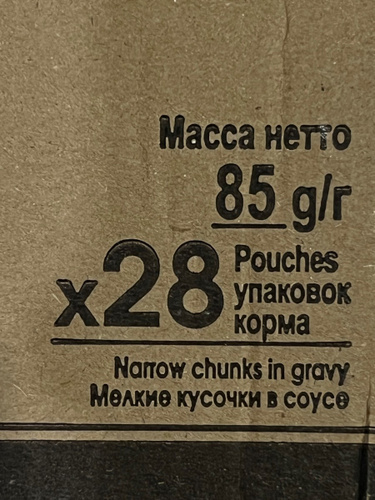 Масса нетто
85 g/г
x28 Pouches
упаковок
корма
Narrow chunks in gravy
Мелкие кусочки в соусе